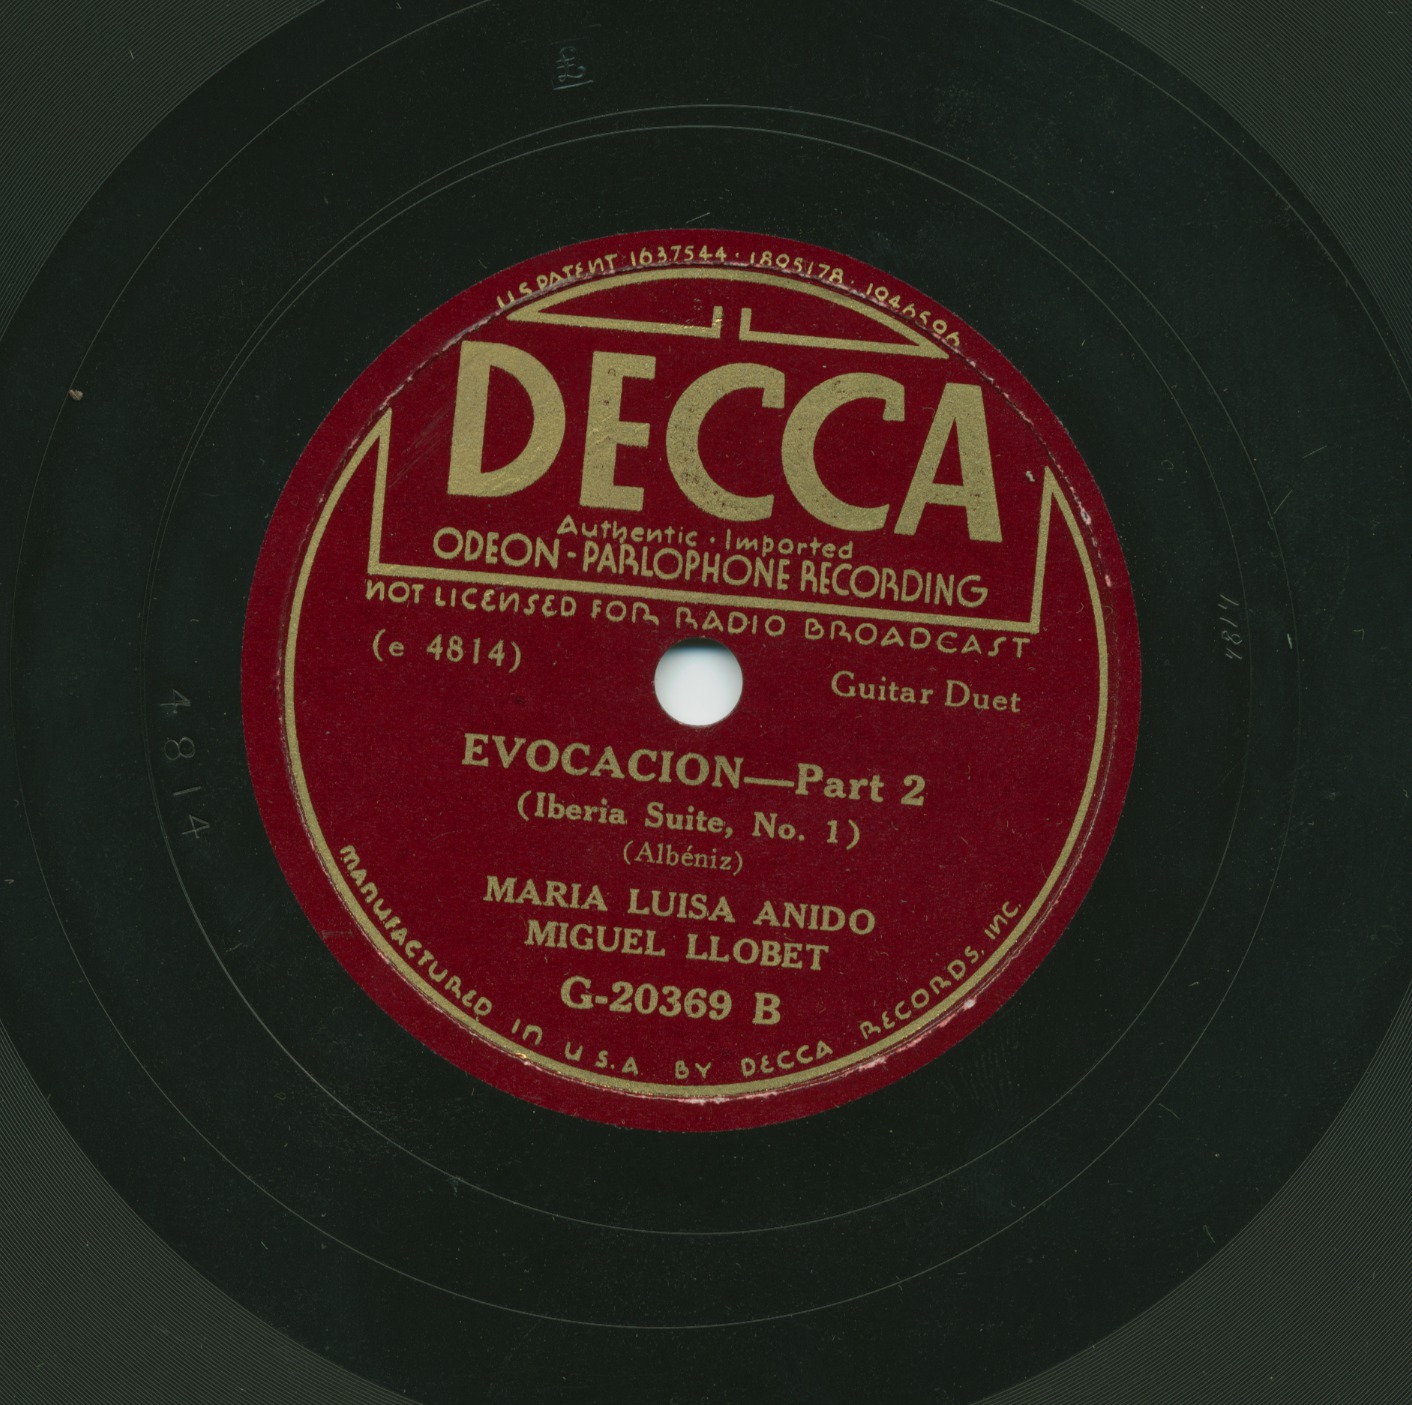 U.S. PATENT 1637544 · 1805178 · 1946596
DECCA
Authentic · Imported
ODEON-PARLOPHONE RECORDING
NOT LICENSED FOR RADIO BROADCAST
(e 4814)
Guitar Duet
EVOCACION—Part 2
(Iberia Suite, No. 1)
(Albéniz)
MARIA LUISA ANIDO
MIGUEL LLOBET
G-20369 B
MANUFACTURED IN U.S.A BY DECCA RECORDS, INC.
4814
4814